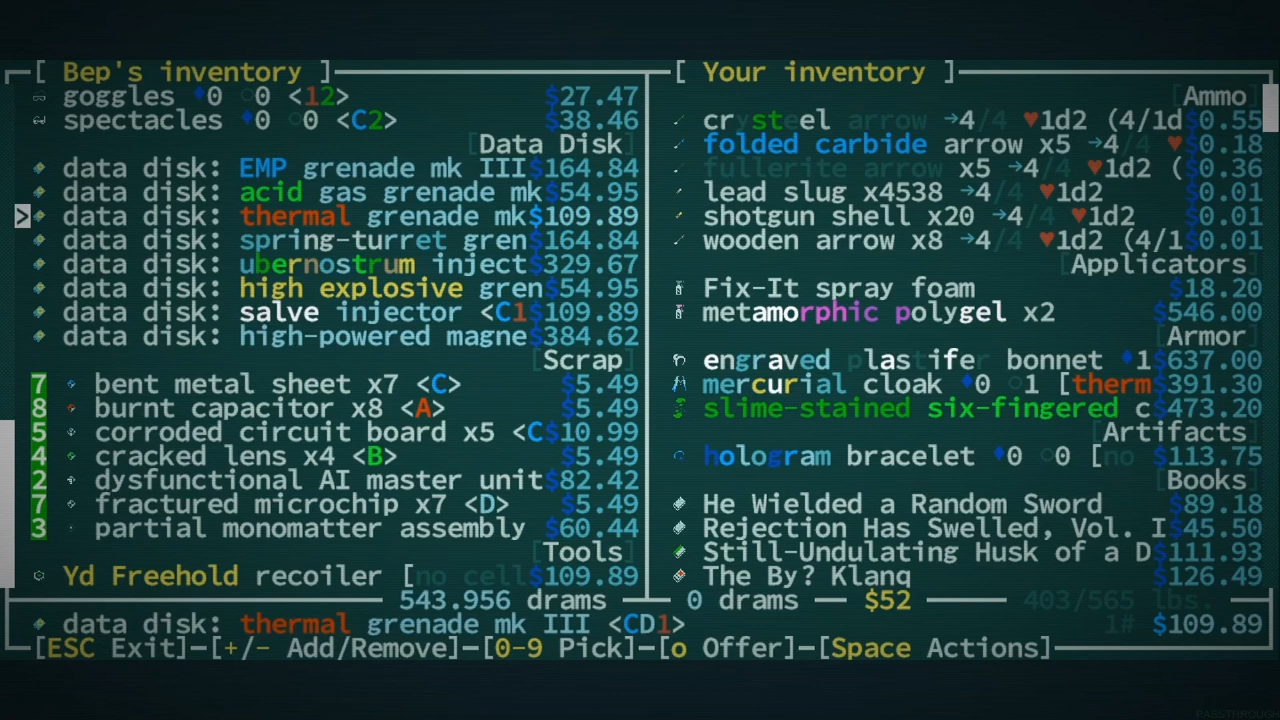 [ Bep's inventory ]
goggles ♦0 ○0 <12> $27.47
spectacles ♦0 ○0 <C2> $38.46
[Data Disk]
data disk: EMP grenade mk III $164.84
data disk: acid gas grenade mk $54.95
> data disk: thermal grenade mk $109.89
data disk: spring-turret gren $164.84
data disk: ubernostrum inject $329.67
data disk: high explosive gren $54.95
data disk: salve injector <C1 $109.89
data disk: high-powered magne $384.62
[Scrap]
7 bent metal sheet x7 <C> $5.49
8 burnt capacitor x8 <A> $5.49
5 corroded circuit board x5 <C $10.99
4 cracked lens x4 <B> $5.49
2 dysfunctional AI master unit $82.42
7 fractured microchip x7 <D> $5.49
3 partial monomatter assembly $60.44
[Tools]
Yd Freehold recoiler [no cell $109.89
[ Your inventory ]
[Ammo]
crysteel arrow →4/4 ♥1d2 (4/1d $0.55
folded carbide arrow x5 →4/4 ♥ $0.18
fullerite arrow x5 →4/4 ♥1d2 ( $0.36
lead slug x4538 →4/4 ♥1d2 $0.01
shotgun shell x20 →4/4 ♥1d2 $0.01
wooden arrow x8 →4/4 ♥1d2 (4/1 $0.01
[Applicators]
Fix-It spray foam $18.20
metamorphic polygel x2 $546.00
[Armor]
engraved plastifer bonnet ♦1 $637.00
mercurial cloak ♦0 ○1 [therm $391.30
slime-stained six-fingered c $473.20
[Artifacts]
hologram bracelet ♦0 ○0 [no $113.75
[Books]
He Wielded a Random Sword $89.18
Rejection Has Swelled, Vol. I $45.50
Still-Undulating Husk of a D $111.93
The By? Klanq $126.49
543.956 drams 0 drams $52 403/565 lbs.
data disk: thermal grenade mk III <CD1> 1# $109.89
[ESC Exit]-[+/- Add/Remove]-[0-9 Pick]-[o Offer]-[Space Actions]